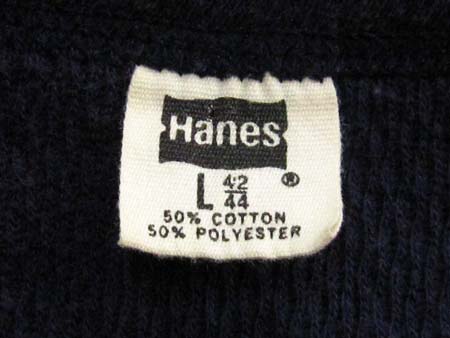 Hanes
L 42/44 ®
50% COTTON
50% POLYESTER